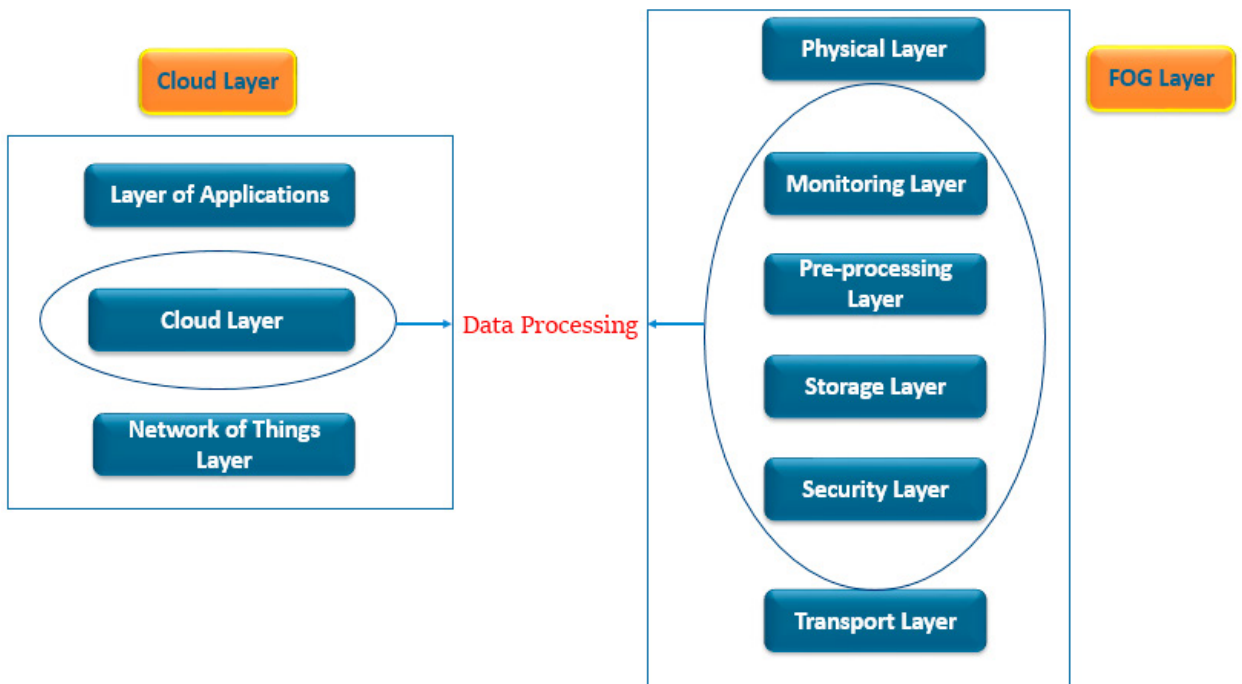 Cloud Layer
Layer of Applications
Cloud Layer
Network of Things
Layer
Data Processing
Physical Layer
Monitoring Layer
Pre-processing
Layer
Storage Layer
Security Layer
Transport Layer
FOG Layer